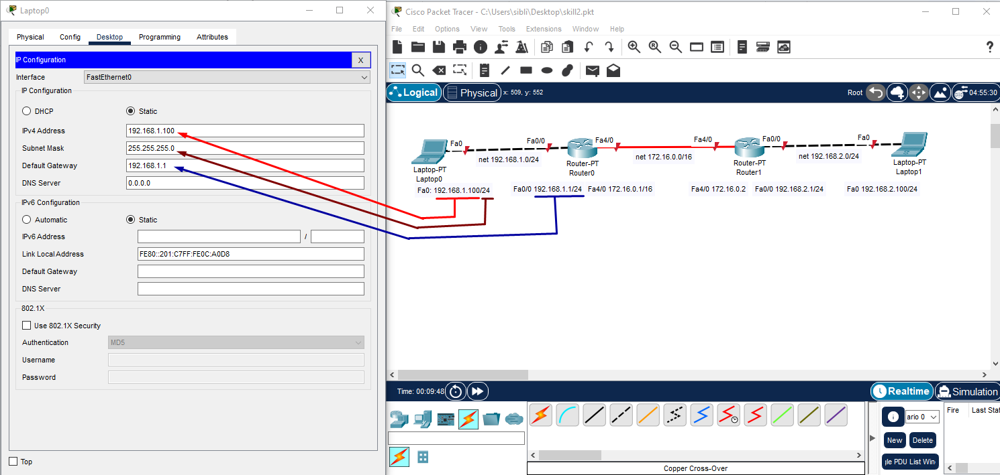 Laptop0
Physical Config Desktop Programming Attributes
IP Configuration X
Interface FastEthernet0
IP Configuration
DHCP Static
IPv4 Address 192.168.1.100
Subnet Mask 255.255.255.0
Default Gateway 192.168.1.1
DNS Server 0.0.0.0
IPv6 Configuration
Automatic Static
IPv6 Address /
Link Local Address FE80::201:C7FF:FE0C:A0D8
Default Gateway
DNS Server
802.1X
Use 802.1X Security
Authentication MD5
Username
Password
Top
Cisco Packet Tracer - C:\Users\sibli\Desktop\skill2.pkt
File Edit Options View Tools Extensions Window Help
?
Logical Physical x: 509, y: 552 Root 04:55:30
Fa0 Fa0/0 Fa4/0 Fa4/0 Fa0/0 Fa0
net 192.168.1.0/24 net 172.16.0.0/16 net 192.168.2.0/24
Laptop-PT Router-PT Router-PT Laptop-PT
Laptop0 Router0 Router1 Laptop1
Fa0: 192.168.1.100/24 Fa0/0 192.168.1.1/24 Fa4/0 172.16.0.1/16 Fa4/0 172.16.0.2 Fa0/0 192.168.2.1/24 Fa0 192.168.2.100/24
Time: 00:09:48 Realtime Simulation
ario 0 Fire Last Stat
New Delete
gle PDU List Win
Copper Cross-Over